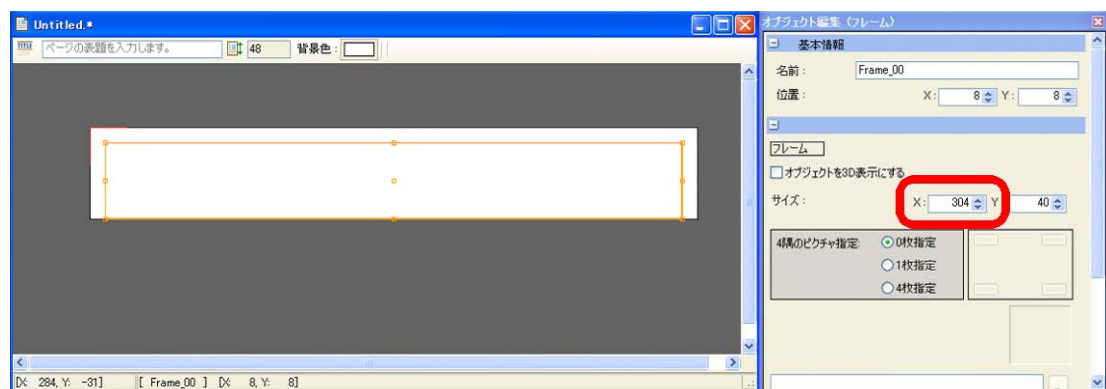 Untitled.*
ページの表題を入力します。 48 背景色:
[X: 284, Y: -31] [ Frame_00 ] [X: 8, Y: 8]
オブジェクト編集 (フレーム)
基本情報
名前: Frame_00
位置: X: 8 Y: 8
フレーム
オブジェクトを3D表示にする
サイズ: X: 304 Y 40
4隅のピクチャ指定: 0枚指定
1枚指定
4枚指定